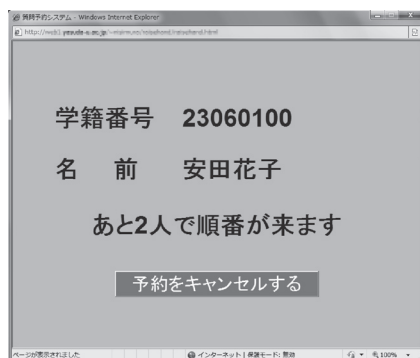 質問予約システム - Windows Internet Explorer
学籍番号 23060100
名 前 安田花子
あと2人で順番が来ます
予約をキャンセルする
ページが表示されました インターネット | 保護モード: 無効 100%